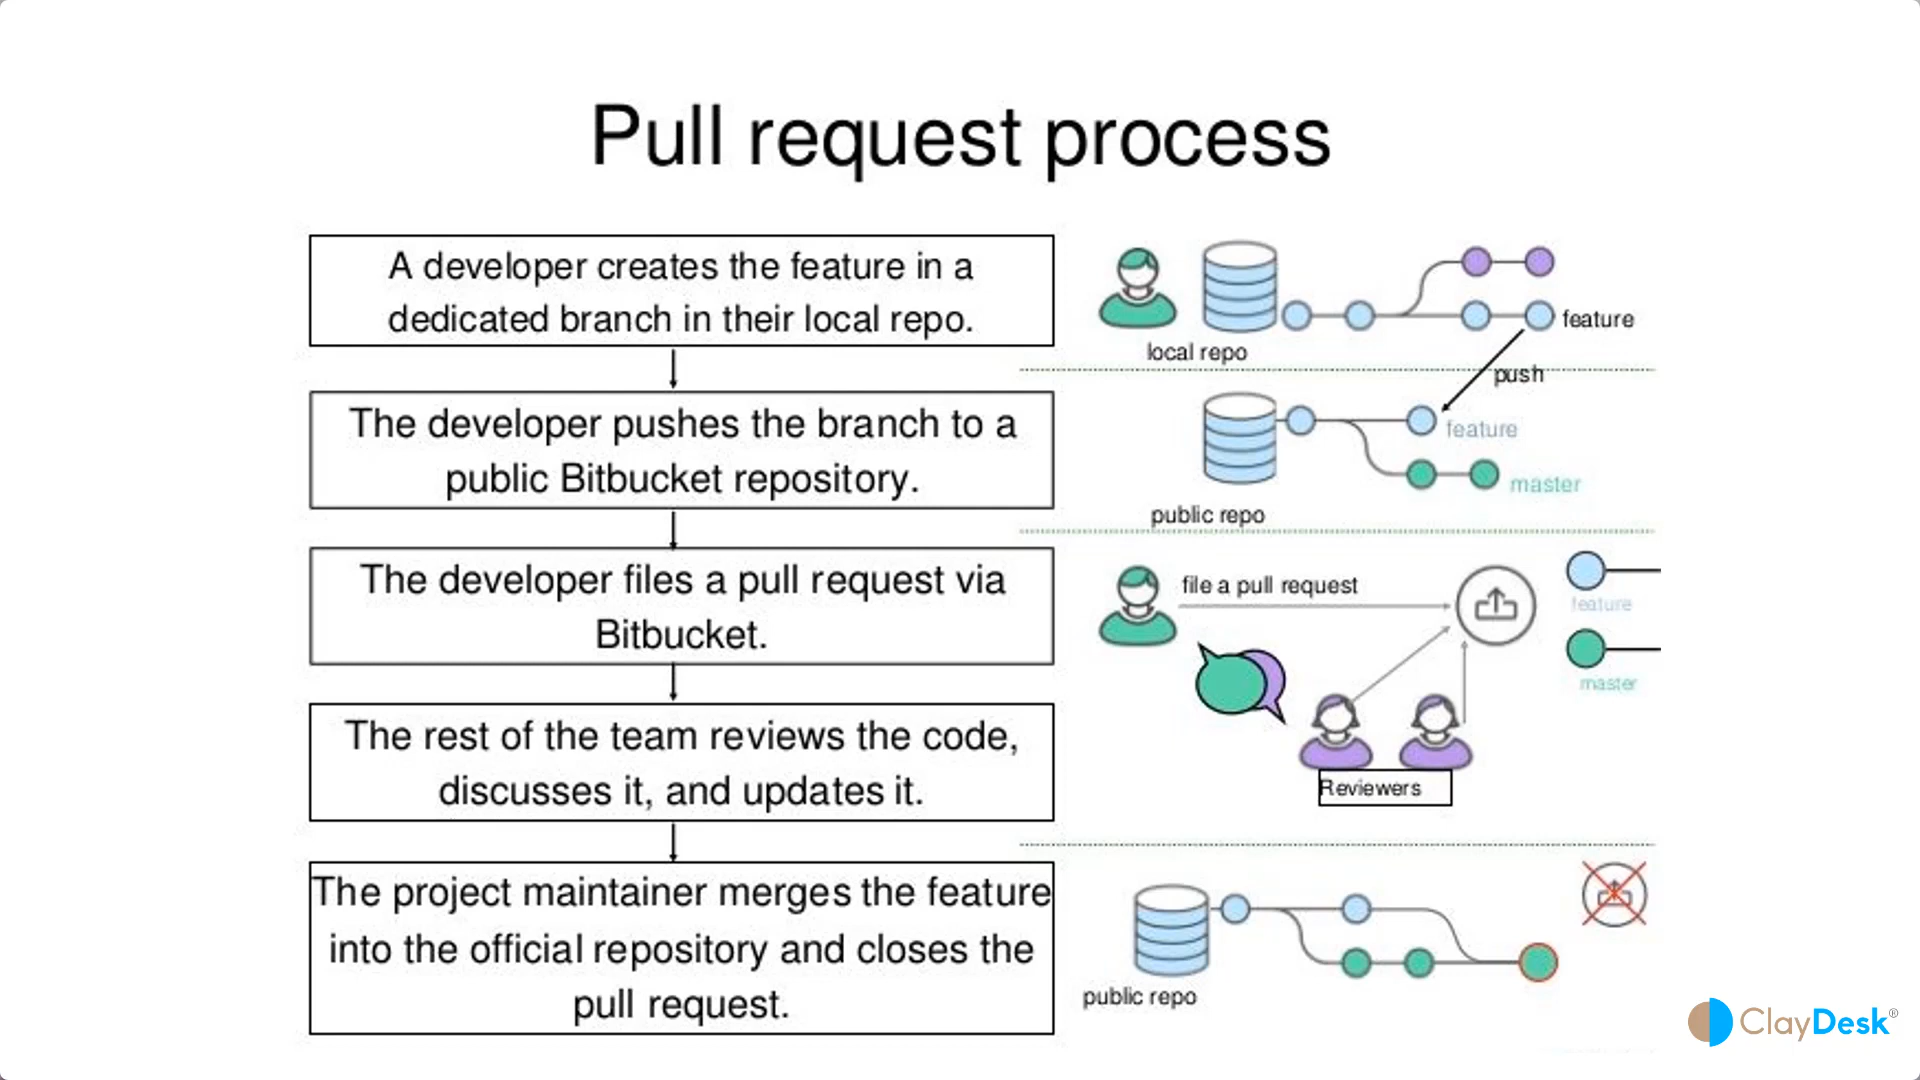 Pull request process
A developer creates the feature in a
dedicated branch in their local repo.
The developer pushes the branch to a
public Bitbucket repository.
The developer files a pull request via
Bitbucket.
The rest of the team reviews the code,
discusses it, and updates it.
The project maintainer merges the feature
into the official repository and closes the
pull request.
feature
local repo
push
feature
master
public repo
file a pull request
feature
master
Reviewers
public repo
ClayDesk®